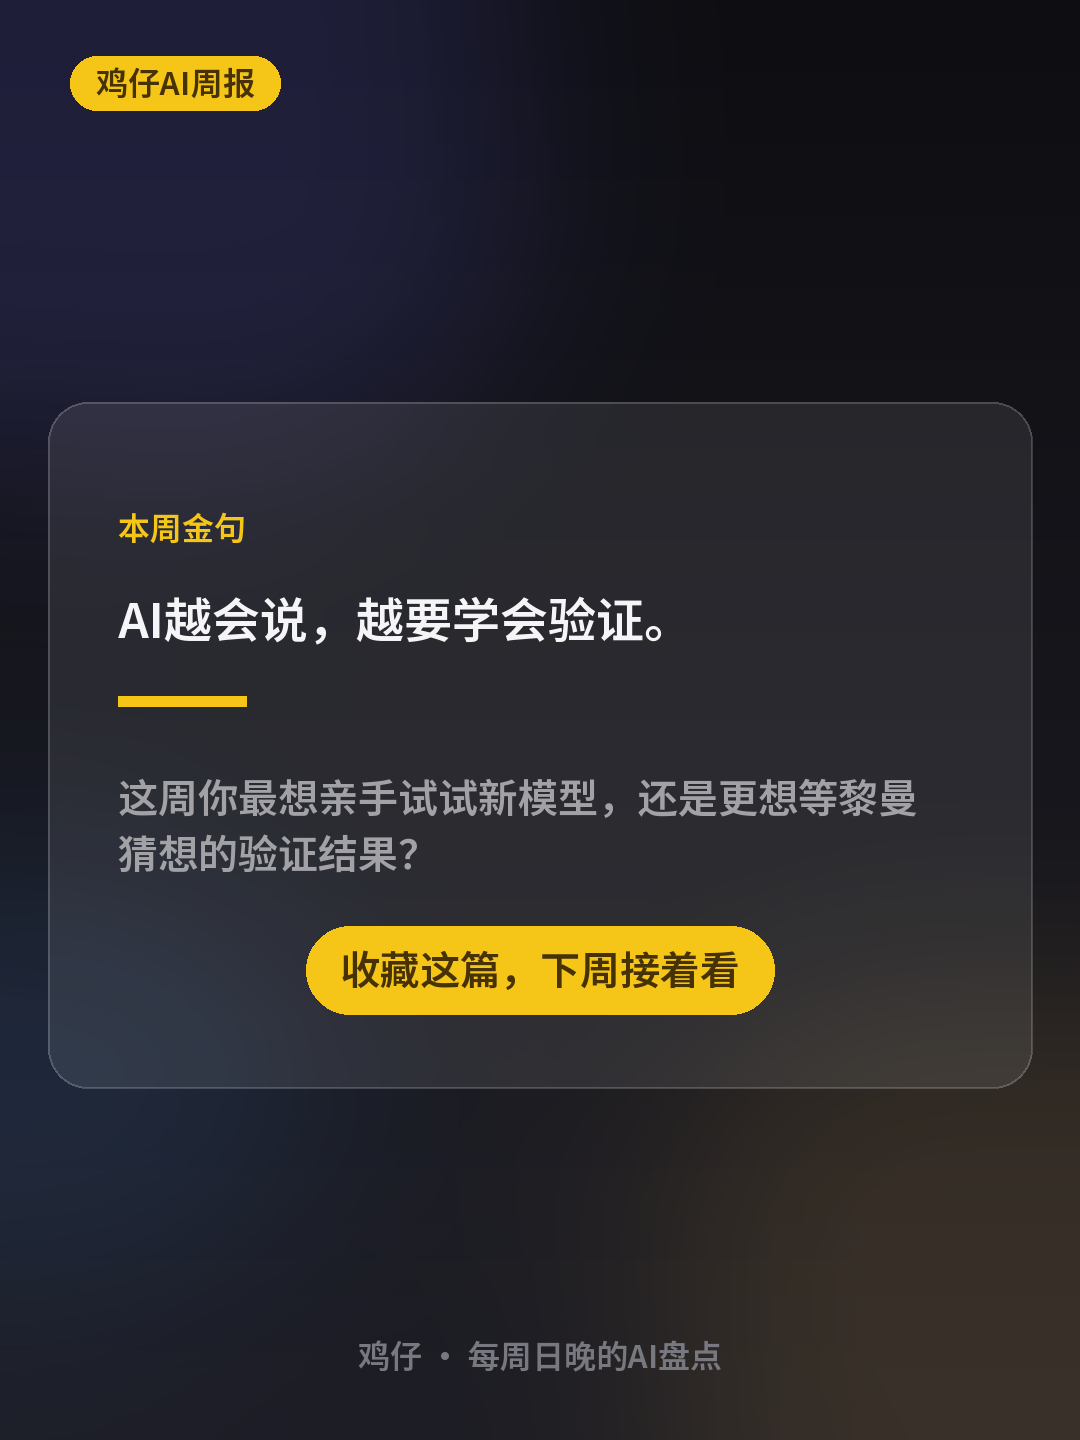 鸡仔AI周报
本周金句
AI越会说，越要学会验证。
这周你最想亲手试试新模型，还是更想等黎曼
猜想的验证结果？
收藏这篇，下周接着看
鸡仔 · 每周日晚的AI盘点